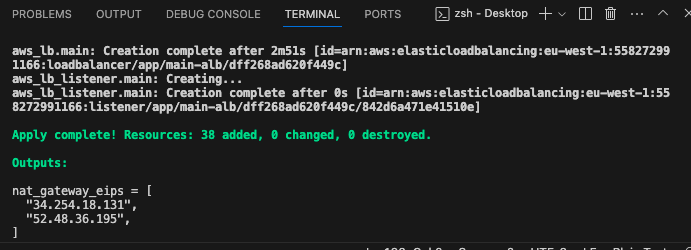 PROBLEMS OUTPUT DEBUG CONSOLE TERMINAL PORTS zsh - Desktop
aws_lb.main: Creation complete after 2m51s [id=arn:aws:elasticloadbalancing:eu-west-1:55827299
1166:loadbalancer/app/main-alb/dff268ad620f449c]
aws_lb_listener.main: Creating...
aws_lb_listener.main: Creation complete after 0s [id=arn:aws:elasticloadbalancing:eu-west-1:55
8272991166:listener/app/main-alb/dff268ad620f449c/842d6a471e41510e]
Apply complete! Resources: 38 added, 0 changed, 0 destroyed.
Outputs:
nat_gateway_eips = [
"34.254.18.131",
"52.48.36.195",
]